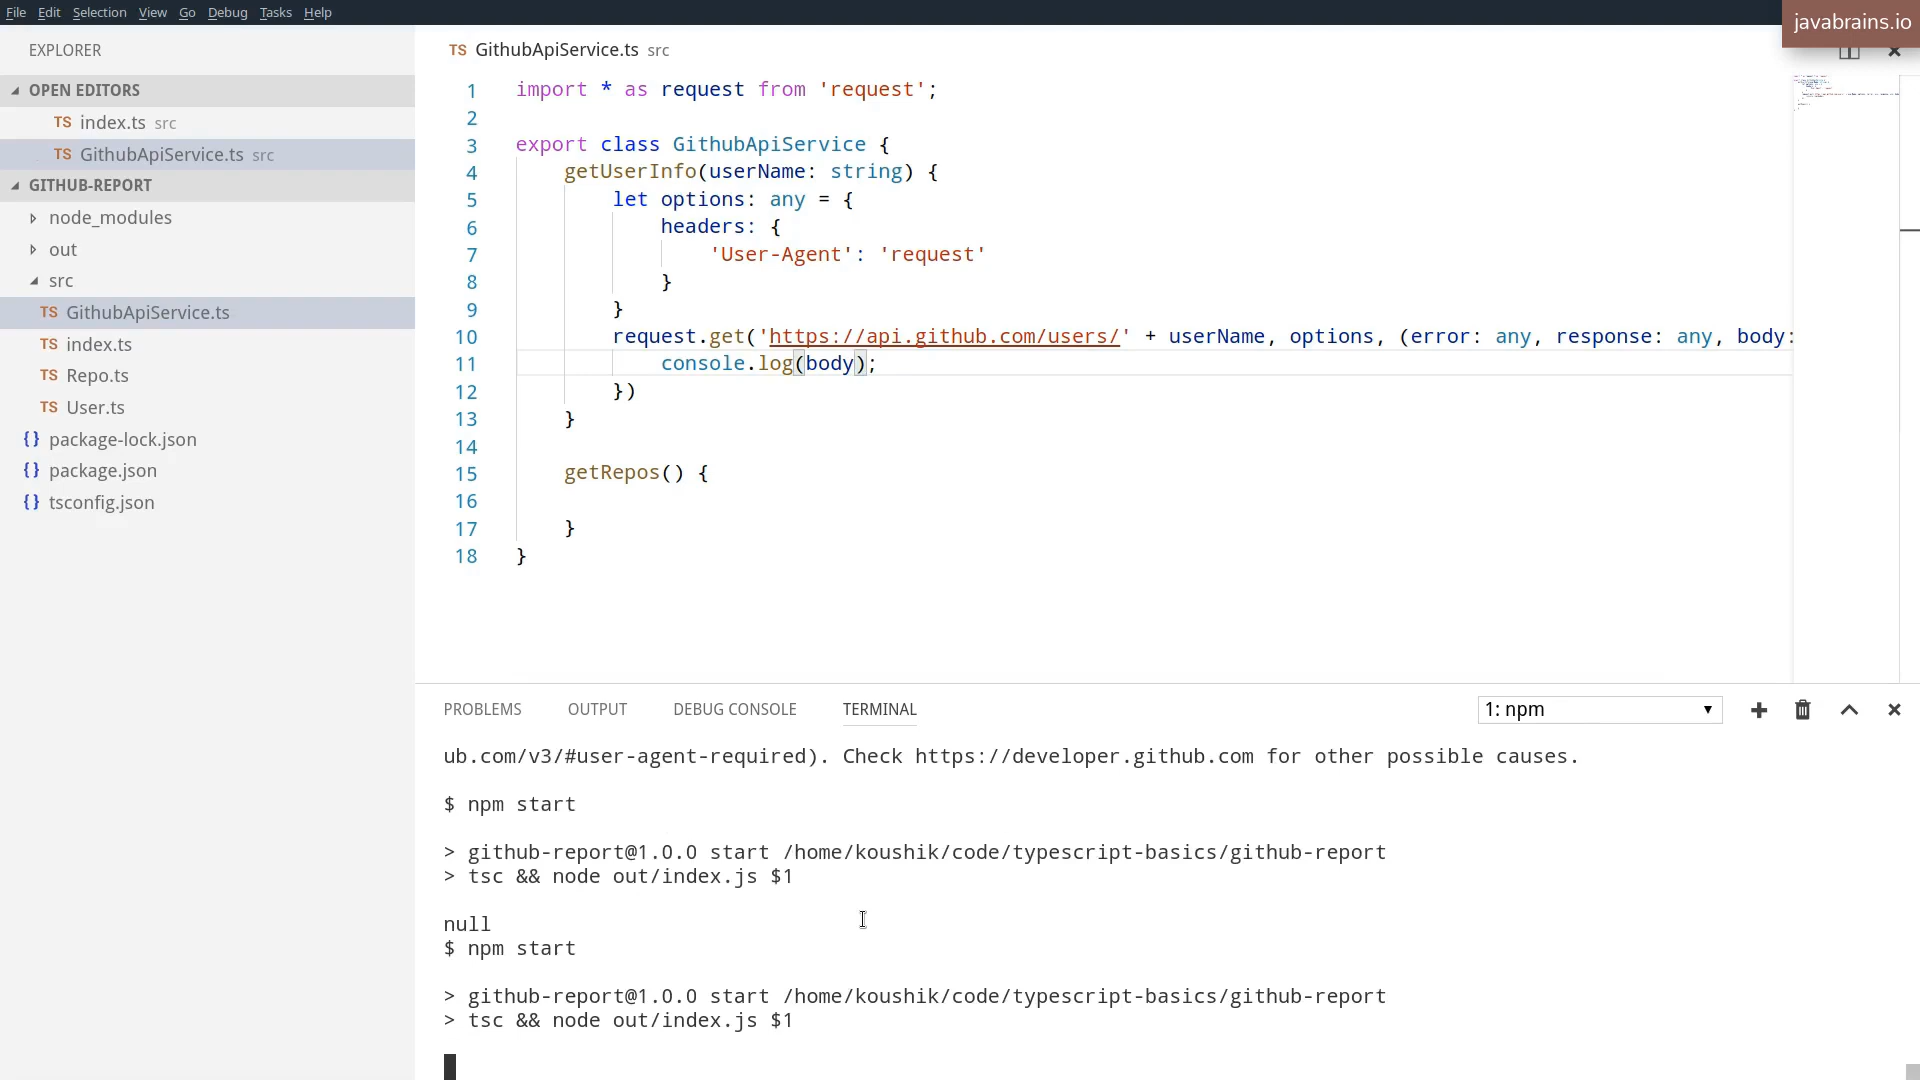 File Edit Selection View Go Debug Tasks Help
javabrains.io
EXPLORER
OPEN EDITORS
TS index.ts src
TS GithubApiService.ts src
GITHUB-REPORT
node_modules
out
src
TS GithubApiService.ts
TS index.ts
TS Repo.ts
TS User.ts
{} package-lock.json
{} package.json
{} tsconfig.json
TS GithubApiService.ts src
1 import * as request from 'request';
2
3 export class GithubApiService {
4 getUserInfo(userName: string) {
5 let options: any = {
6 headers: {
7 'User-Agent': 'request'
8 }
9 }
10 request.get('https://api.github.com/users/' + userName, options, (error: any, response: any, body:
11 console.log(body);
12 })
13 }
14
15 getRepos() {
16
17 }
18 }
PROBLEMS OUTPUT DEBUG CONSOLE TERMINAL 1: npm
ub.com/v3/#user-agent-required). Check https://developer.github.com for other possible causes.
$ npm start
> github-report@1.0.0 start /home/koushik/code/typescript-basics/github-report
> tsc && node out/index.js $1
null
$ npm start
> github-report@1.0.0 start /home/koushik/code/typescript-basics/github-report
> tsc && node out/index.js $1